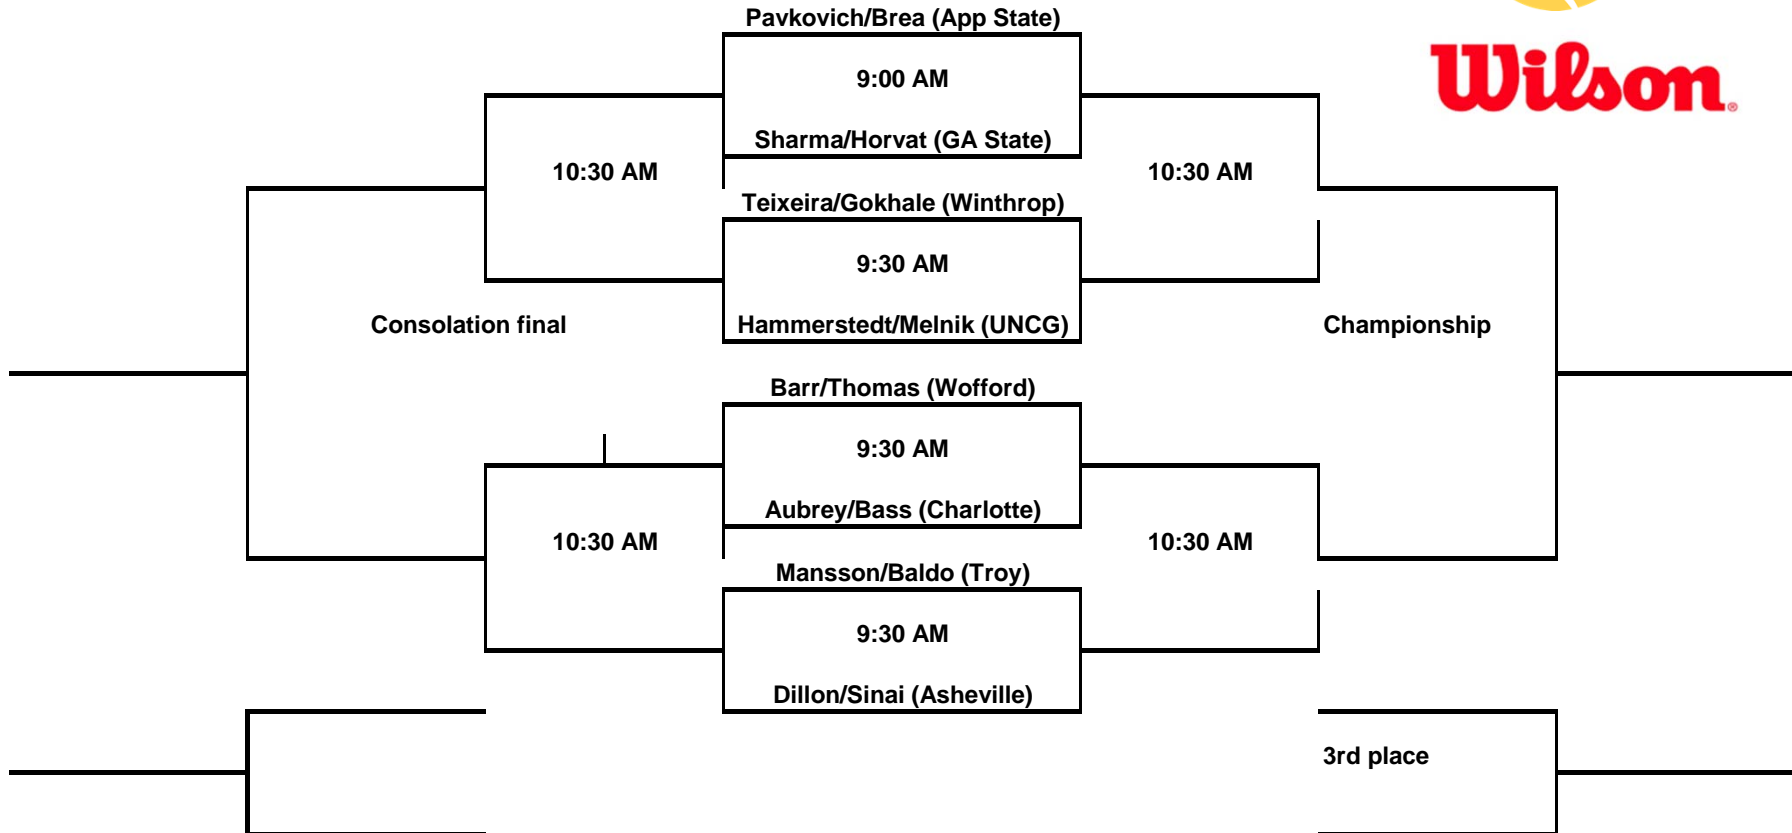 Pavkovich/Brea (App State)
Wilson
9:00 AM
Sharma/Horvat (GA State)
10:30 AM
10:30 AM
Teixeira/Gokhale (Winthrop)
9:30 AM
Consolation final
Hammerstedt/Melnik (UNCG)
Championship
Barr/Thomas (Wofford)
9:30 AM
Aubrey/Bass (Charlotte)
10:30 AM
10:30 AM
Mansson/Baldo (Troy)
9:30 AM
Dillon/Sinai (Asheville)
3rd place